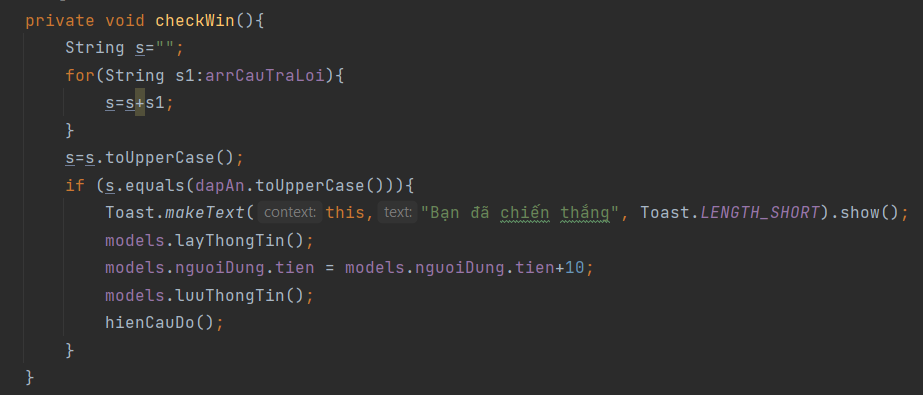 private void checkWin(){
String s="";
for(String s1:arrCauTraLoi){
s=s+s1;
}
s=s.toUpperCase();
if (s.equals(dapAn.toUpperCase())){
Toast.makeText( context: this, text: "Bạn đã chiến thắng", Toast.LENGTH_SHORT).show();
models.layThongTin();
models.nguoiDung.tien = models.nguoiDung.tien+10;
models.luuThongTin();
hienCauDo();
}
}